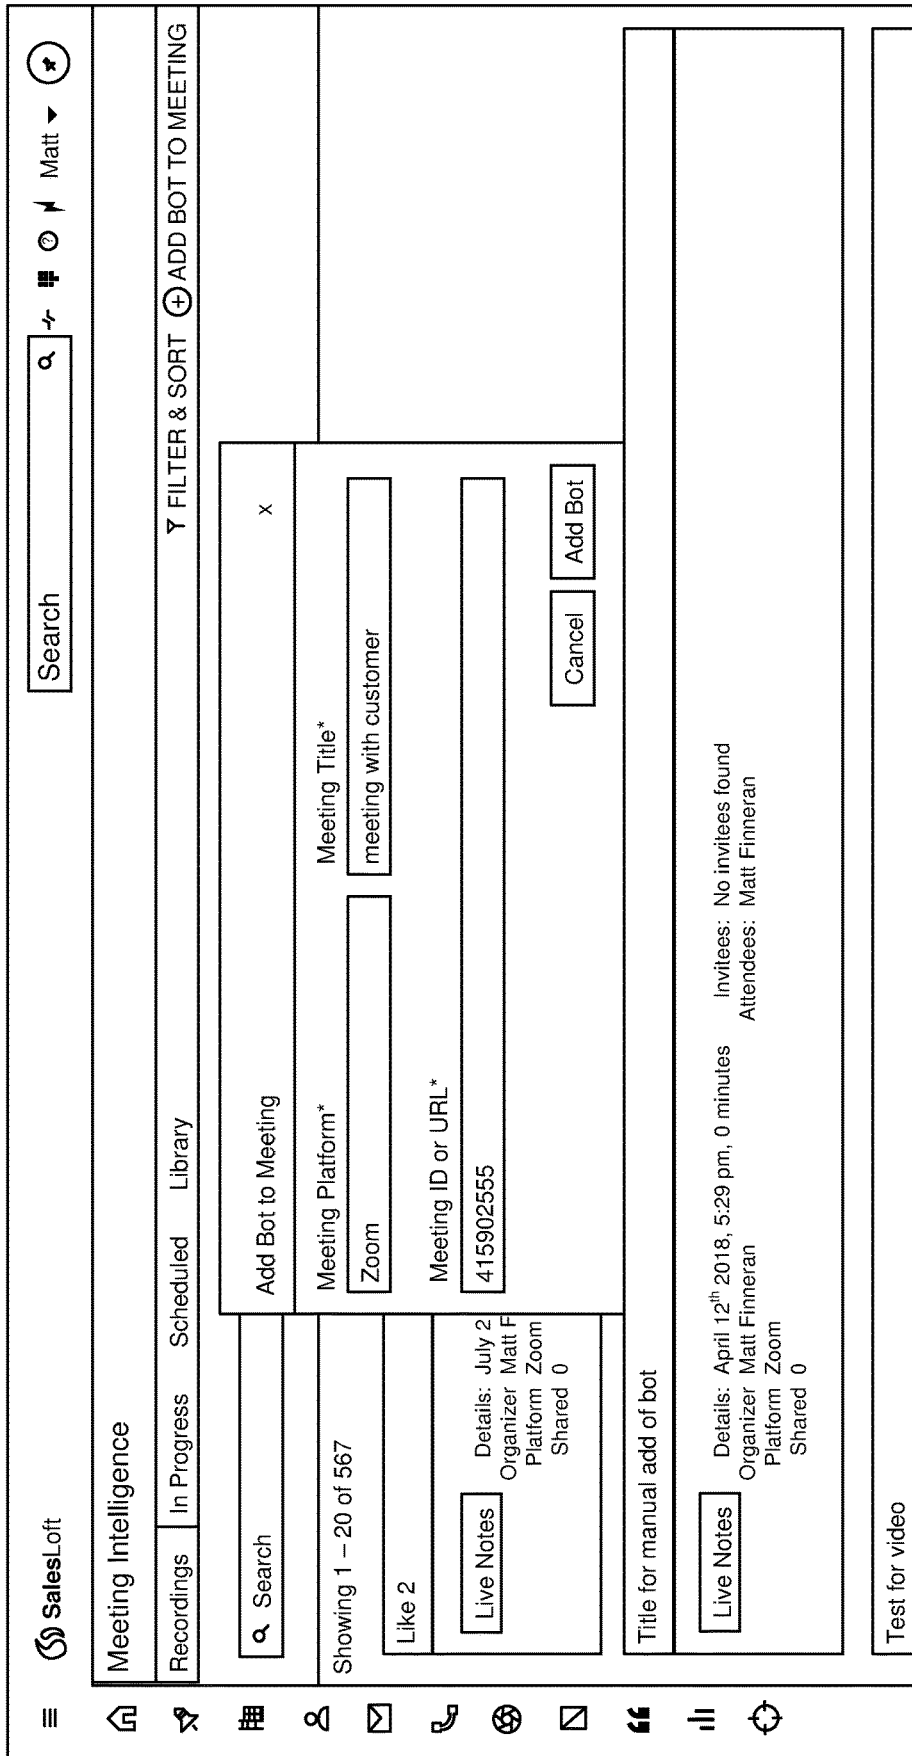 SalesLoft
Search
Matt
Meeting Intelligence
Recordings In Progress Scheduled Library FILTER & SORT ADD BOT TO MEETING
Search
Showing 1 – 20 of 567
Like 2
Live Notes
Details: July 2
Organizer Matt F
Platform Zoom
Shared 0
Add Bot to Meeting x
Meeting Platform* Meeting Title*
Zoom meeting with customer
Meeting ID or URL*
415902555
Cancel Add Bot
Title for manual add of bot
Live Notes
Details: April 12th 2018, 5:29 pm, 0 minutes Invitees: No invitees found
Organizer Matt Finneran Attendees: Matt Finneran
Platform Zoom
Shared 0
Test for video